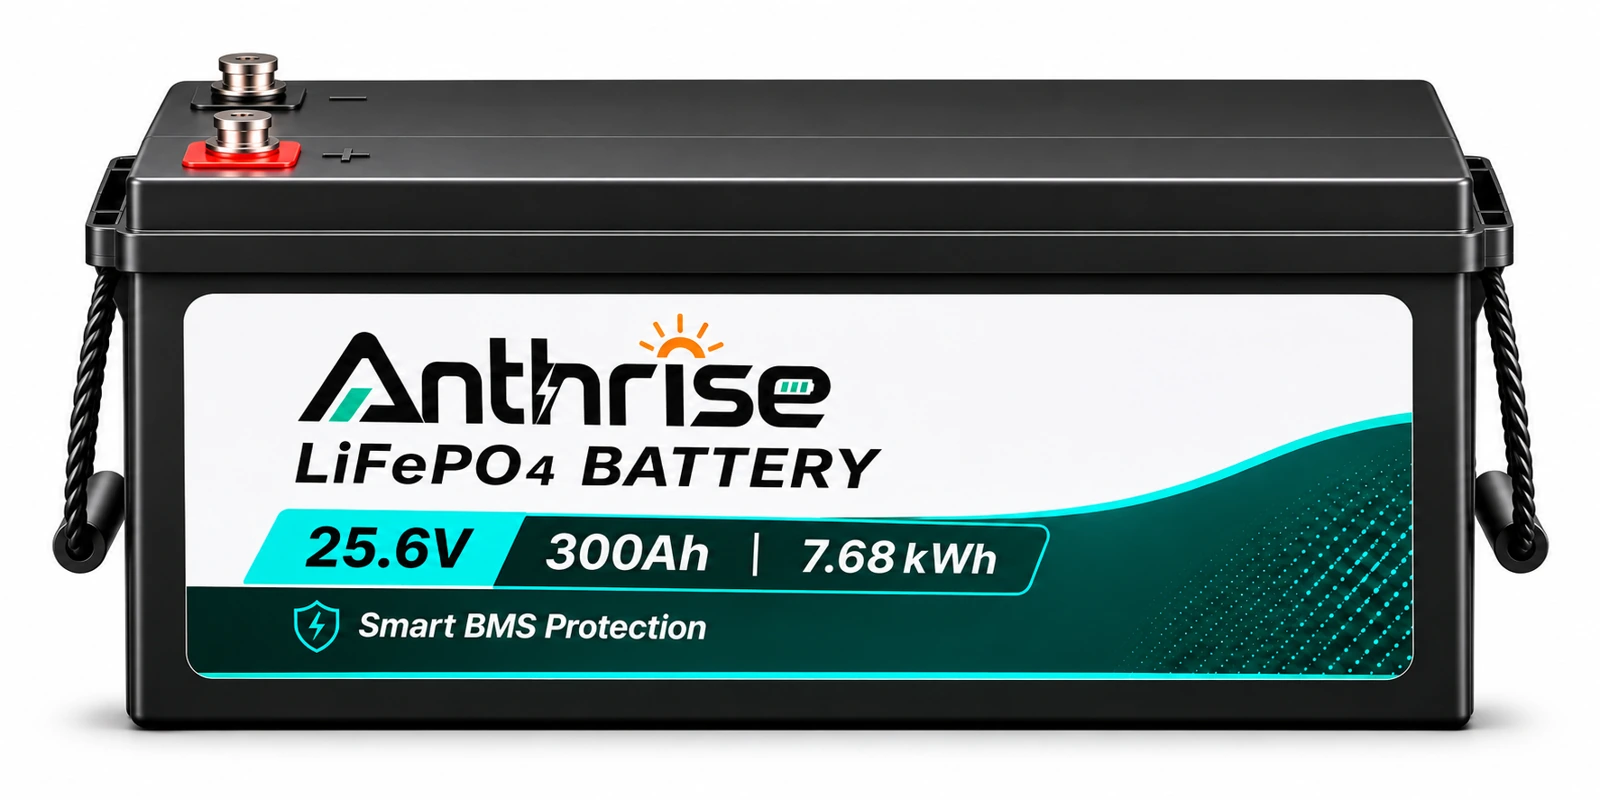 −
+
Anthrise
LiFePO4 BATTERY
25.6V 300Ah | 7.68 kWh
Smart BMS Protection